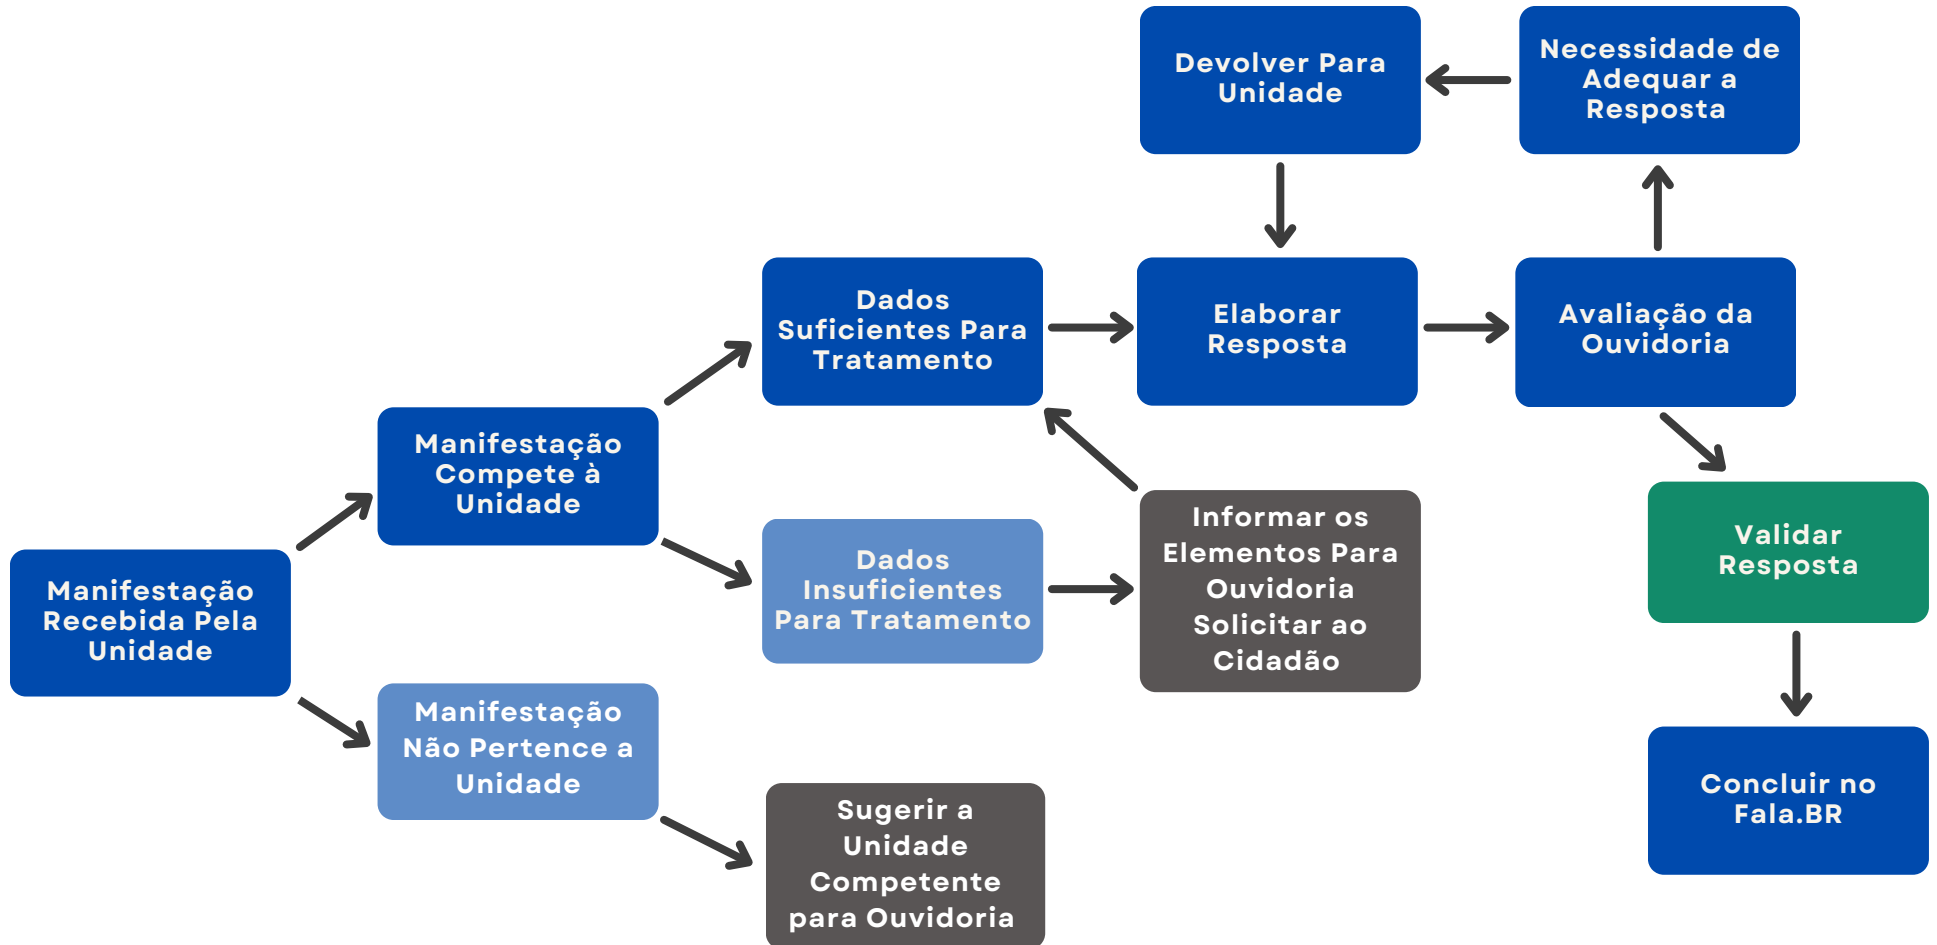 Devolver Para
Unidade
Necessidade de
Adequar a
Resposta
Dados
Suficientes Para
Tratamento
Elaborar
Resposta
Avaliação da
Ouvidoria
Manifestação
Compete à
Unidade
Informar os
Elementos Para
Ouvidoria
Solicitar ao
Cidadão
Dados
Insuficientes
Para Tratamento
Validar
Resposta
Manifestação
Recebida Pela
Unidade
Manifestação
Não Pertence a
Unidade
Sugerir a
Unidade
Competente
para Ouvidoria
Concluir no
Fala.BR